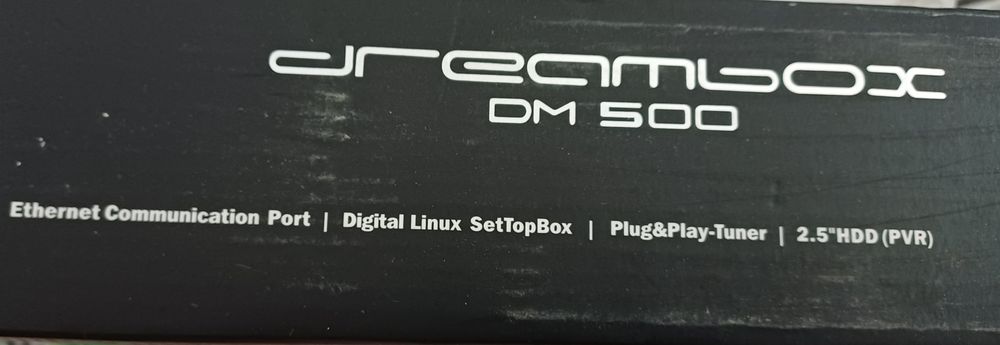 dreambox
DM 500
Ethernet Communication Port | Digital Linux SetTopBox | Plug&Play-Tuner | 2.5"HDD (PVR)